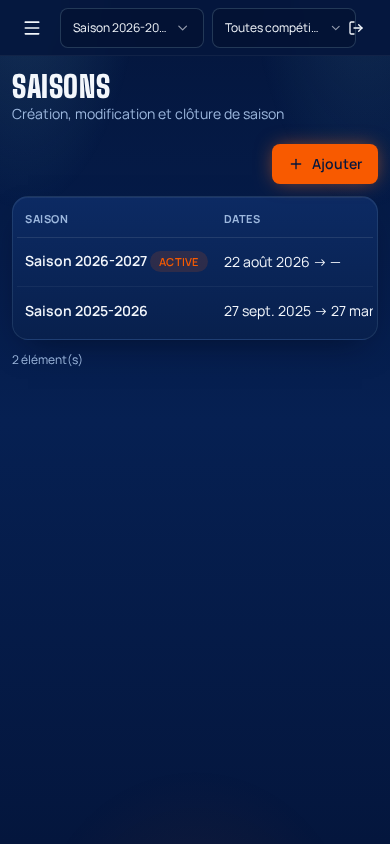 Saison 2026-20… Toutes compéti…
SAISONS
Création, modification et clôture de saison
Ajouter
SAISON DATES
Saison 2026-2027 ACTIVE 22 août 2026 → —
Saison 2025-2026 27 sept. 2025 → 27 mar
2 élément(s)